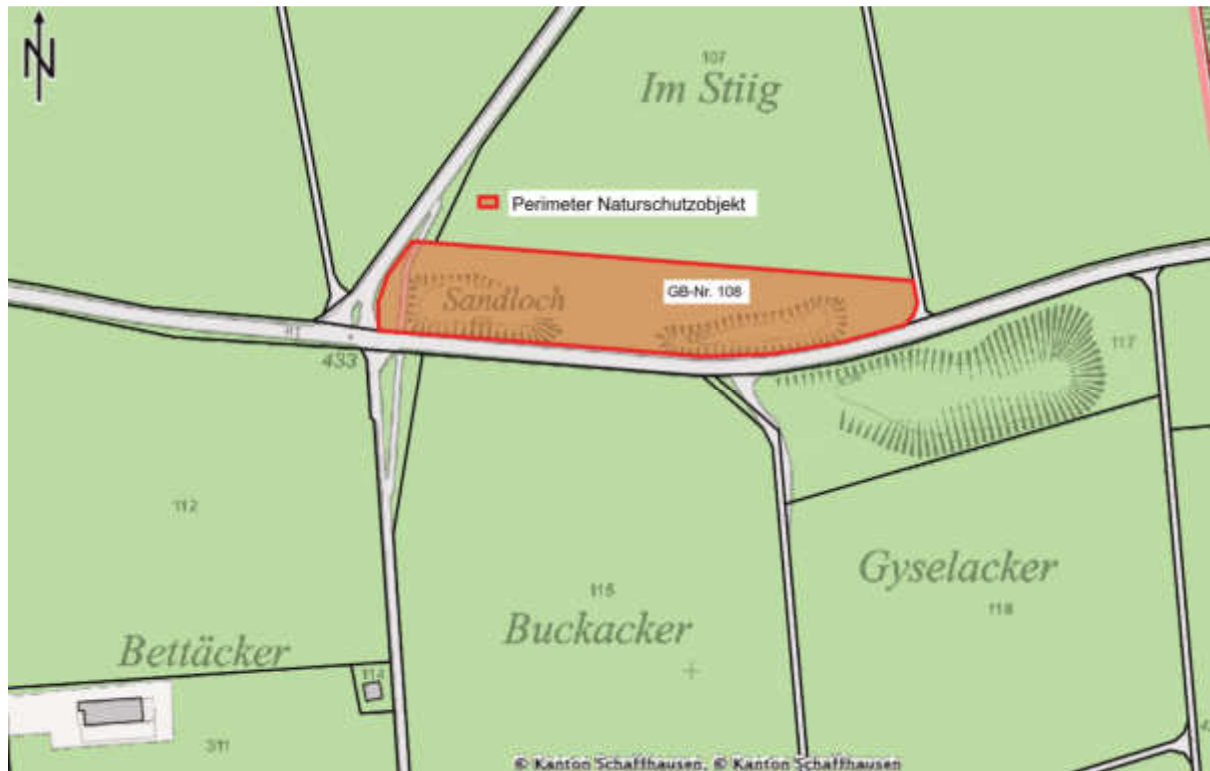 N
107
Im Stiig
Perimeter Naturschutzobjekt
GB-Nr. 108
Sandloch
433
117
112
115
Buckacker
Gyselacker
118
Bettäcker
114
311
© Kanton Schaffhausen, © Kanton Schaffhausen